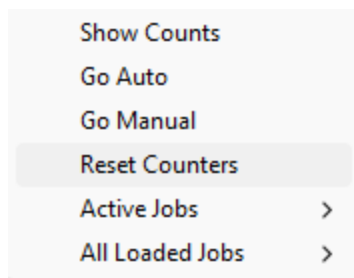 Show Counts
Go Auto
Go Manual
Reset Counters
Active Jobs
All Loaded Jobs